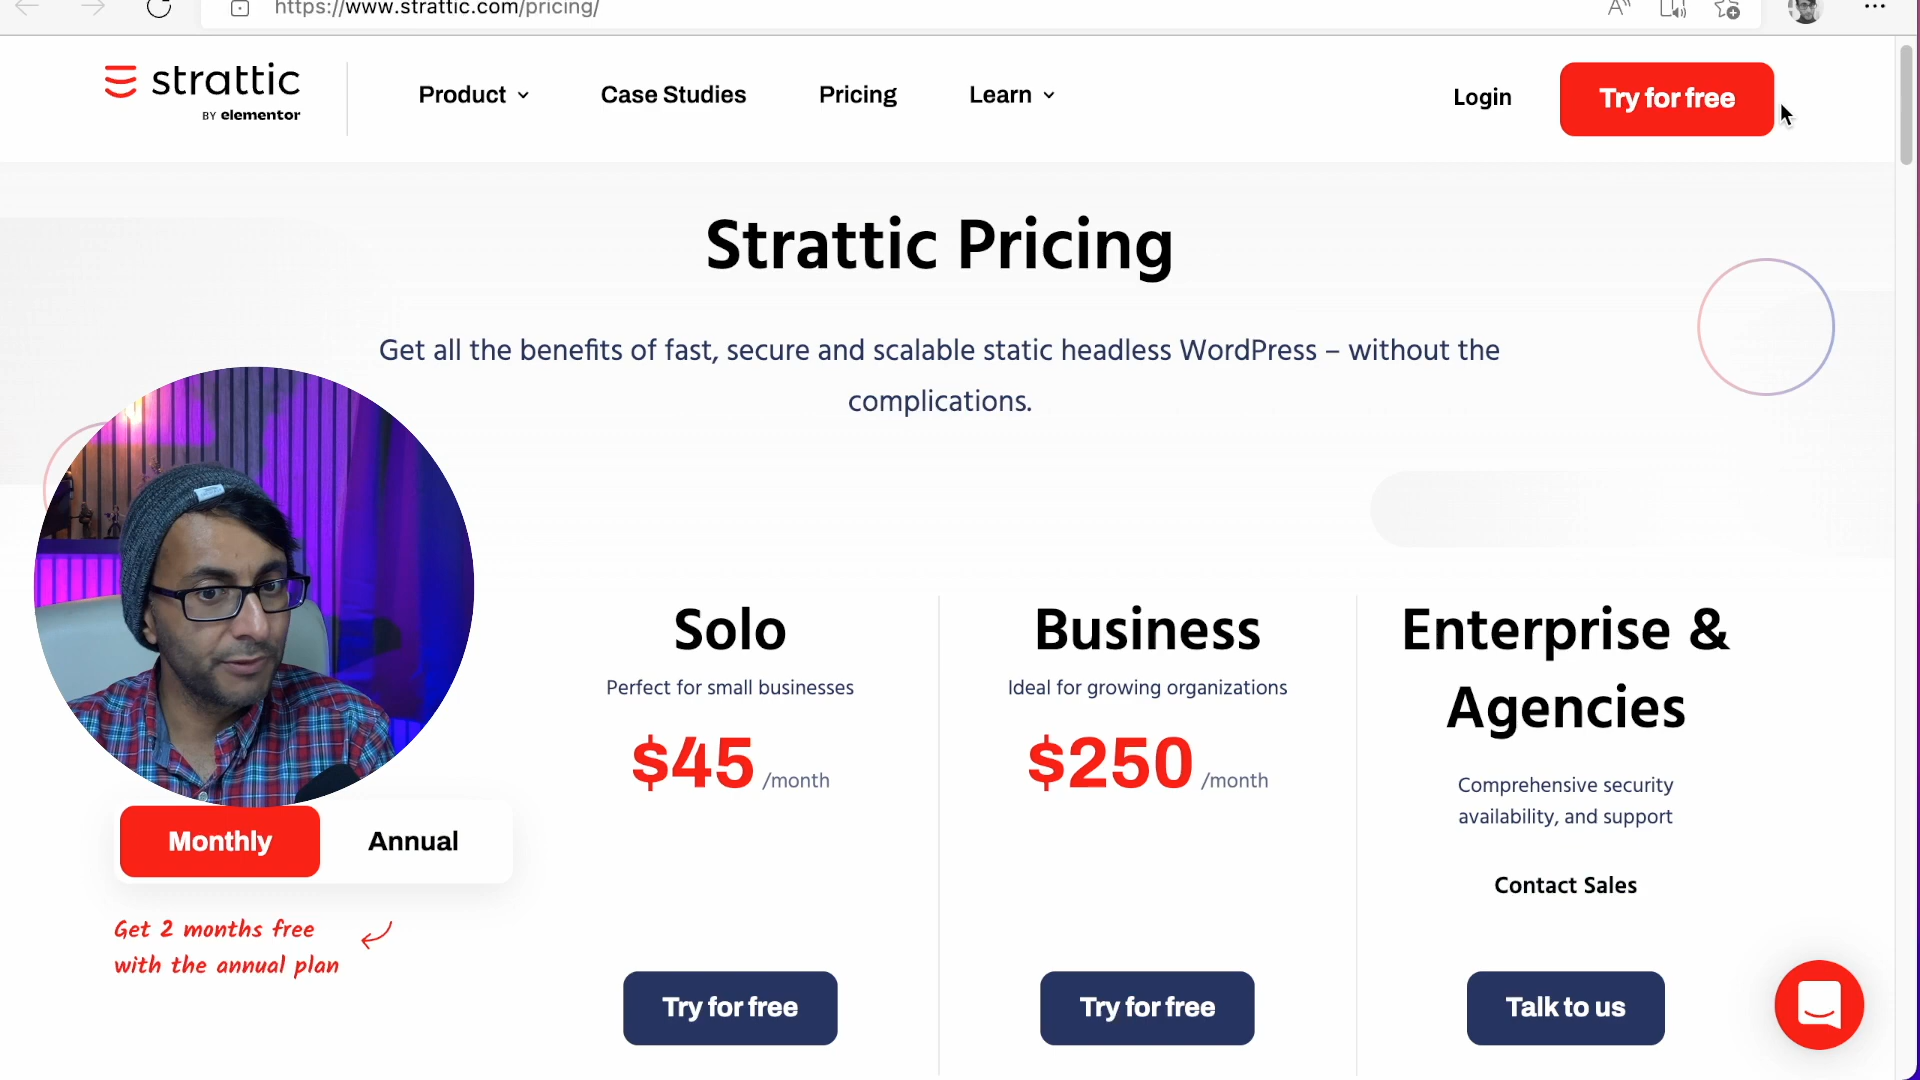 https://www.strattic.com/pricing/
strattic
BY elementor
Product
Case Studies
Pricing
Learn
Login
Try for free
Strattic Pricing
Get all the benefits of fast, secure and scalable static headless WordPress – without the
complications.
Solo
Perfect for small businesses
$45 /month
Try for free
Business
Ideal for growing organizations
$250 /month
Try for free
Enterprise &
Agencies
Comprehensive security
availability, and support
Contact Sales
Talk to us
Monthly
Annual
Get 2 months free
with the annual plan